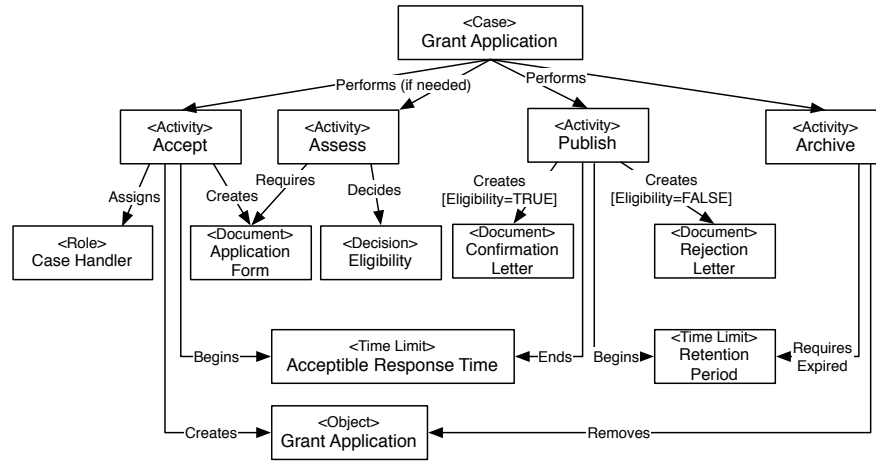 <Case>
Grant Application
Performs (if needed)
Performs
<Activity>
Accept
<Activity>
Assess
<Activity>
Publish
<Activity>
Archive
Assigns
Creates
Requires
Decides
Creates
[Eligibility=TRUE]
Creates
[Eligibility=FALSE]
<Role>
Case Handler
<Document>
Application
Form
<Decision>
Eligibility
<Document>
Confirmation
Letter
<Document>
Rejection
Letter
Begins
<Time Limit>
Acceptible Response Time
Ends
Begins
<Time Limit>
Retention
Period
Requires
Expired
Creates
<Object>
Grant Application
Removes